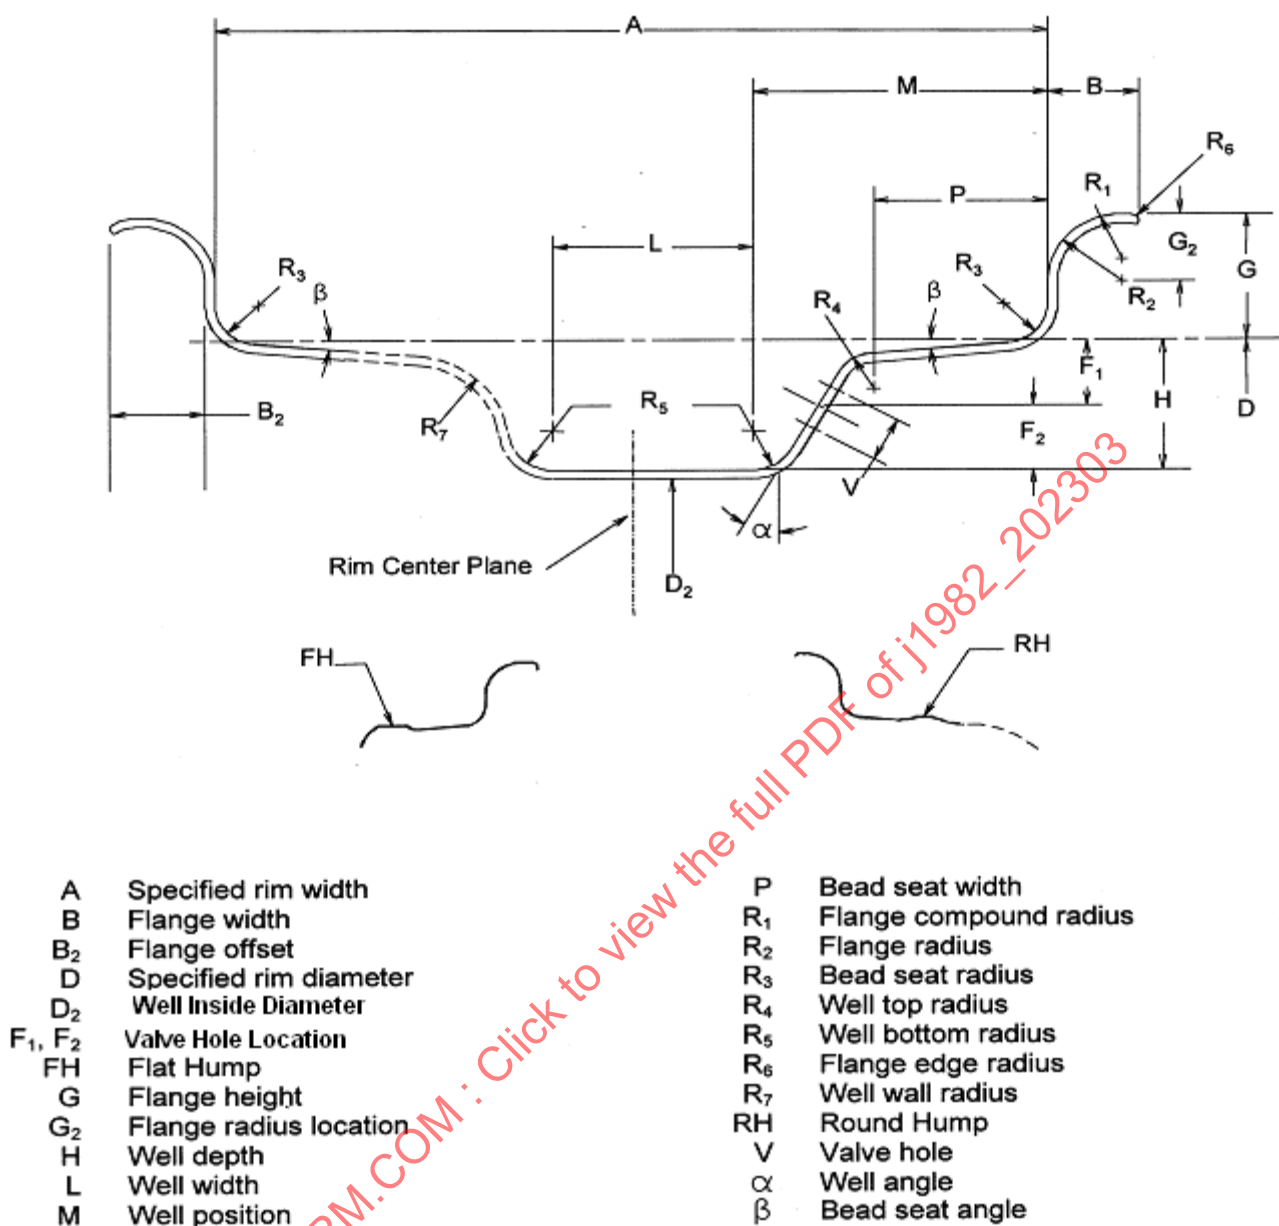 A
M
B
R₆
R₁
P
G₂
G
L
R₃
β
R₃
β
R₄
R₂
F₁
H
D
B₂
R₇
R₅
F₂
V
α
Rim Center Plane
D₂
FH
RH
RM.COM : Click to view the full PDF of j1982_202303
A Specified rim width
B Flange width
B₂ Flange offset
D Specified rim diameter
D₂ Well Inside Diameter
F₁, F₂ Valve Hole Location
FH Flat Hump
G Flange height
G₂ Flange radius location
H Well depth
L Well width
M Well position
P Bead seat width
R₁ Flange compound radius
R₂ Flange radius
R₃ Bead seat radius
R₄ Well top radius
R₅ Well bottom radius
R₆ Flange edge radius
R₇ Well wall radius
RH Round Hump
V Valve hole
α Well angle
β Bead seat angle